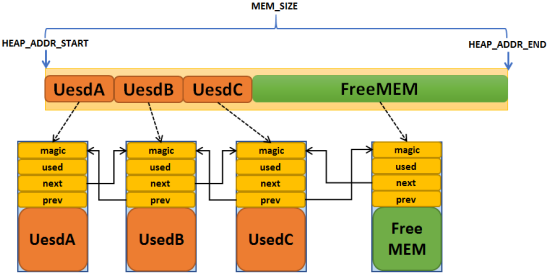 MEM_SIZE
HEAP_ADDR_START
HEAP_ADDR_END
UesdA UesdB UesdC FreeMEM
magic magic magic magic
used used used used
next next next next
prev prev prev prev
UesdA UsedB UsedC Free
MEM